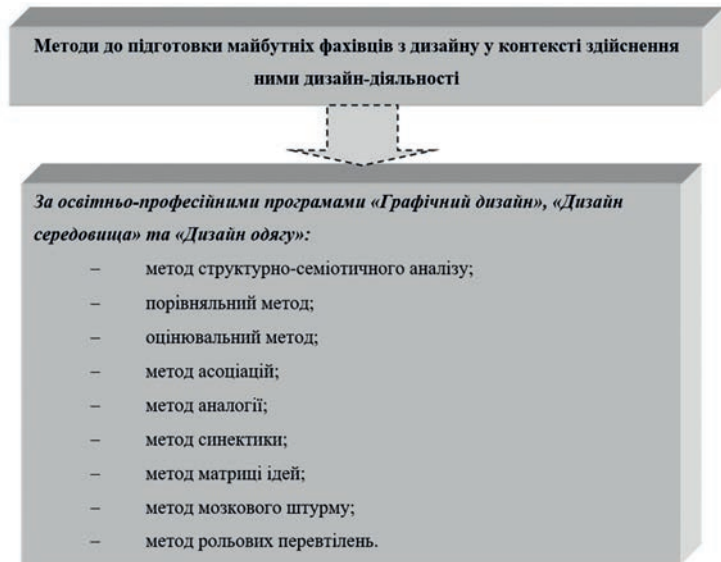 Методи до підготовки майбутніх фахівців з дизайну у контексті здійснення
ними дизайн-діяльності
За освітньо-професійними програмами «Графічний дизайн», «Дизайн
середовища» та «Дизайн одягу»:
– метод структурно-семіотичного аналізу;
– порівняльний метод;
– оцінювальний метод;
– метод асоціацій;
– метод аналогії;
– метод синектики;
– метод матриці ідей;
– метод мозкового штурму;
– метод рольових перевтілень.